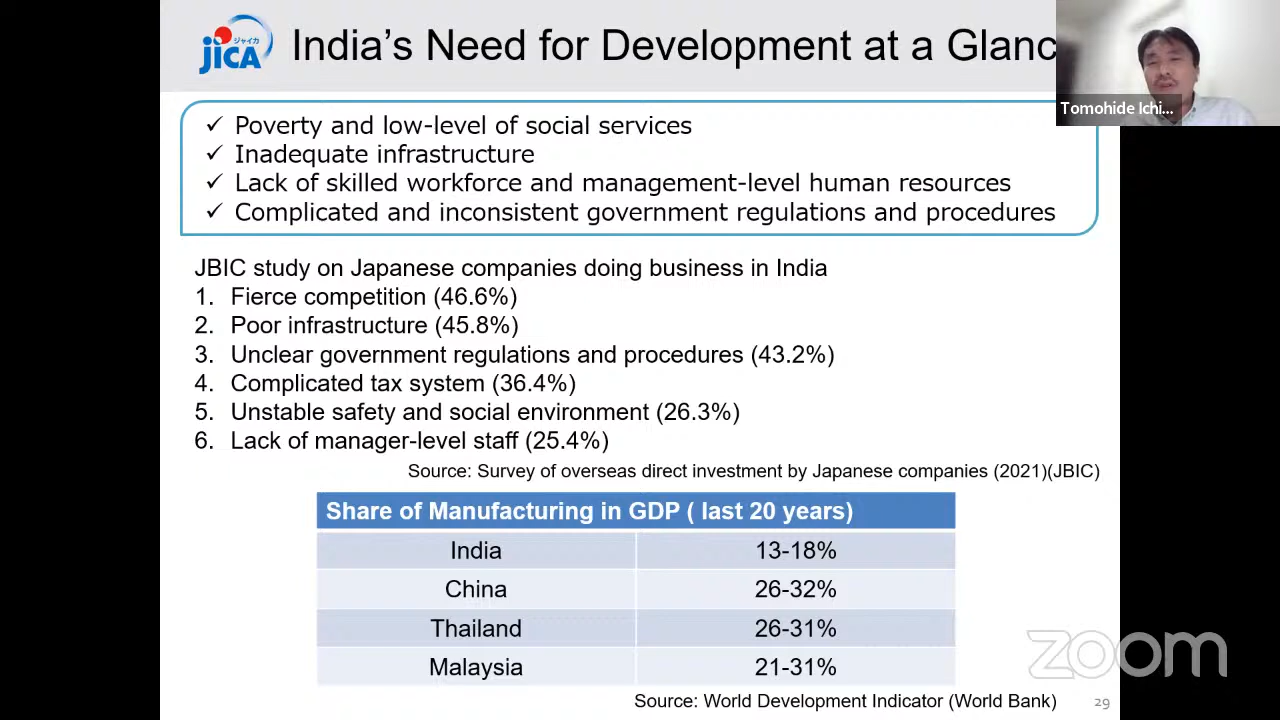 ジャイカ
JICA
India's Need for Development at a Glanc
Tomohide Ichi...
✓ Poverty and low-level of social services
✓ Inadequate infrastructure
✓ Lack of skilled workforce and management-level human resources
✓ Complicated and inconsistent government regulations and procedures
JBIC study on Japanese companies doing business in India
1. Fierce competition (46.6%)
2. Poor infrastructure (45.8%)
3. Unclear government regulations and procedures (43.2%)
4. Complicated tax system (36.4%)
5. Unstable safety and social environment (26.3%)
6. Lack of manager-level staff (25.4%)
Source: Survey of overseas direct investment by Japanese companies (2021)(JBIC)
Share of Manufacturing in GDP ( last 20 years)
India 13-18%
China 26-32%
Thailand 26-31%
Malaysia 21-31%
zoom
Source: World Development Indicator (World Bank)
29